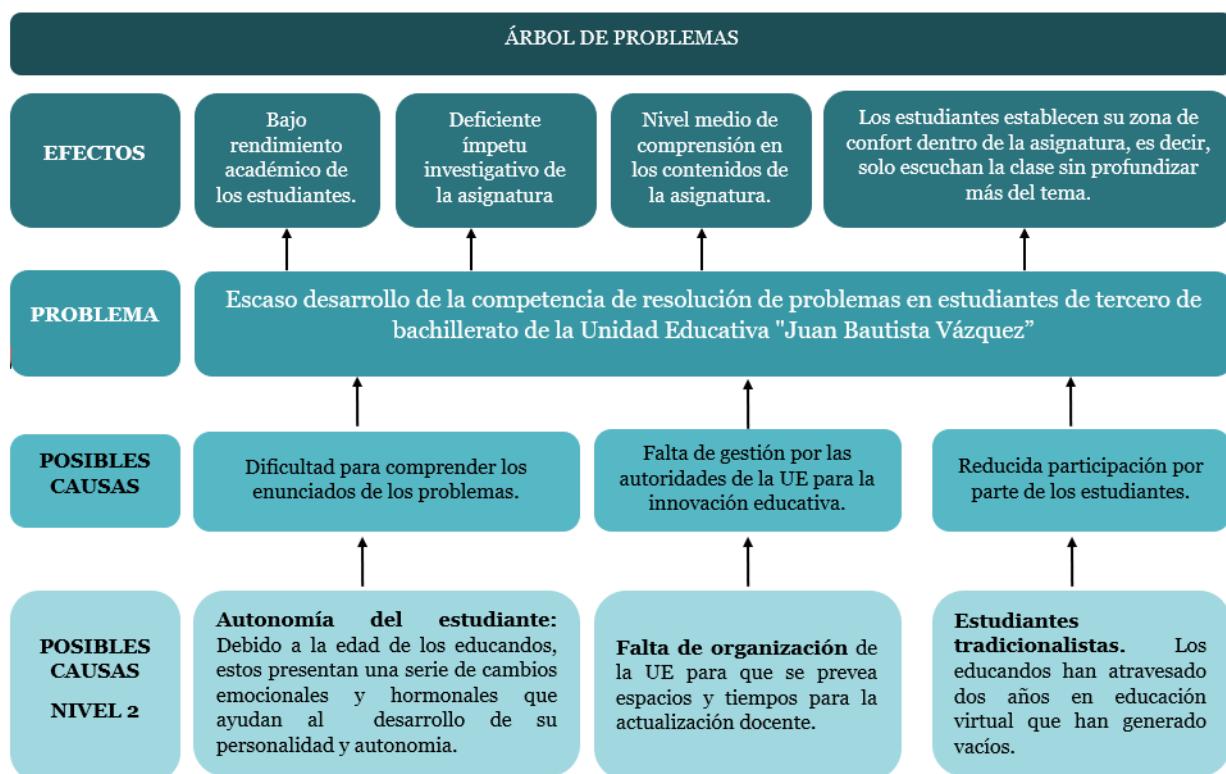 ÁRBOL DE PROBLEMAS
EFECTOS
Bajo
rendimiento
académico de
los estudiantes.
Deficiente
ímpetu
investigativo de
la asignatura
Nivel medio de
comprensión en
los contenidos de
la asignatura.
Los estudiantes establecen su zona de
confort dentro de la asignatura, es decir,
solo escuchan la clase sin profundizar
más del tema.
PROBLEMA
Escaso desarrollo de la competencia de resolución de problemas en estudiantes de tercero de
bachillerato de la Unidad Educativa "Juan Bautista Vázquez”
POSIBLES
CAUSAS
Dificultad para comprender los
enunciados de los problemas.
Falta de gestión por las
autoridades de la UE para la
innovación educativa.
Reducida participación por
parte de los estudiantes.
POSIBLES
CAUSAS
NIVEL 2
Autonomía del estudiante:
Debido a la edad de los educandos,
estos presentan una serie de cambios
emocionales y hormonales que
ayudan al desarrollo de su
personalidad y autonomia.
Falta de organización de
la UE para que se prevea
espacios y tiempos para la
actualización docente.
Estudiantes
tradicionalistas. Los
educandos han atravesado
dos años en educación
virtual que han generado
vacíos.